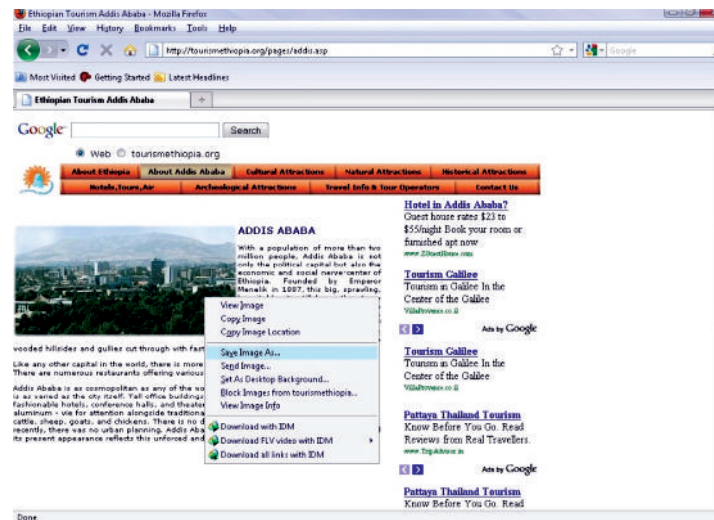 Ethiopian Tourism Addis Ababa - Mozilla Firefox
File Edit View History Bookmarks Tools Help
http://tourismethiopia.org/pages/addis.asp
Google
Most Visited Getting Started Latest Headlines
Ethiopian Tourism Addis Ababa
Google Search
Web tourismethiopia.org
About Ethiopia About Addis Ababa Cultural Attractions Natural Attractions Historical Attractions
Hotels,Tours,Air Archeological Attractions Travel Info & Tour Operators Contact Us
ADDIS ABABA
With a population of more than two
million people, Addis Ababa is not
only the political capital but also the
economic and social nerve-center of
Ethiopia. Founded by Emperor
Menelik in 1887, this big, sprawling,
wooded hillsides and gullies cut through with fast
Like any other capital in the world, there is more
There are numerous restaurants offering various
Addis Ababa is as cosmopolitan as any of the wo
is as varied as the city itself. Tall office buildings
fashionable hotels, conference halls, and theater
aluminum - vie for attention alongside traditiona
cattle, sheep, goats, and chickens. There is no d
recently, there was no urban planning. Addis Aba
its present appearance reflects this unforced and
View Image
Copy Image
Copy Image Location
Save Image As...
Send Image...
Set As Desktop Background...
Block Images from tourismethiopia...
View Image Info
Download with IDM
Download FLV video with IDM
Download all links with IDM
Hotel in Addis Ababa?
Guest house rates $23 to
$55/night Book your room or
furnished apt now
Tourism Galilee
Tourism in Galilee In the
Center of the Galilee
VillaProvence.co.il
Ads by Google
Tourism Galilee
Tourism in Galilee In the
Center of the Galilee
VillaProvence.co.il
Pattaya Thailand Tourism
Know Before You Go. Read
Reviews from Real Travellers.
www.TripAdvisor.in
Ads by Google
Pattaya Thailand Tourism
Know Before You Go. Read
Done